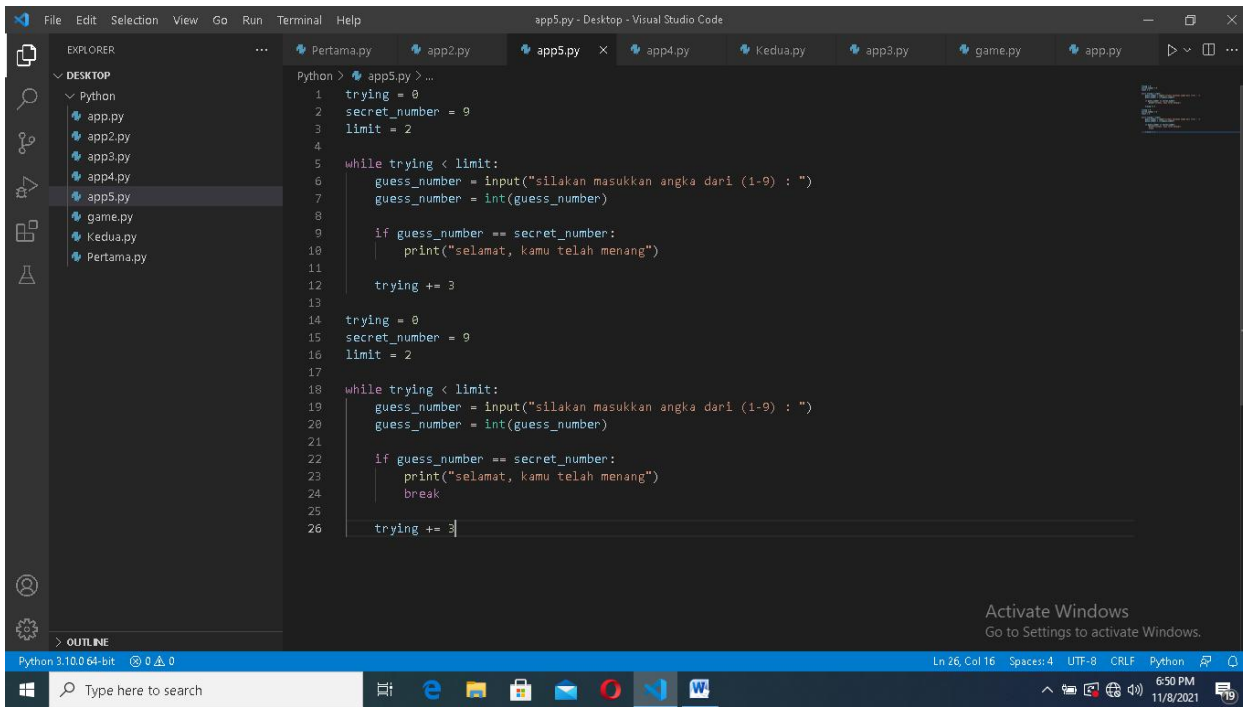 File Edit Selection View Go Run Terminal Help app5.py - Desktop - Visual Studio Code
EXPLORER
Pertama.py app2.py app5.py app4.py Kedua.py app3.py game.py app.py
DESKTOP
Python
app.py
app2.py
app3.py
app4.py
app5.py
game.py
Kedua.py
Pertama.py
Python > app5.py > ...
1 trying = 0
2 secret_number = 9
3 limit = 2
4
5 while trying < limit:
6     guess_number = input("silakan masukkan angka dari (1-9) : ")
7     guess_number = int(guess_number)
8
9     if guess_number == secret_number:
10         print("selamat, kamu telah menang")
11
12     trying += 3
13
14 trying = 0
15 secret_number = 9
16 limit = 2
17
18 while trying < limit:
19     guess_number = input("silakan masukkan angka dari (1-9) : ")
20     guess_number = int(guess_number)
21
22     if guess_number == secret_number:
23         print("selamat, kamu telah menang")
24         break
25
26     trying += 3
Activate Windows
Go to Settings to activate Windows.
OUTLINE
Python 3.10.0 64-bit 0 0 Ln 26, Col 16 Spaces: 4 UTF-8 CRLF Python
Type here to search
6:50 PM
11/8/2021
19